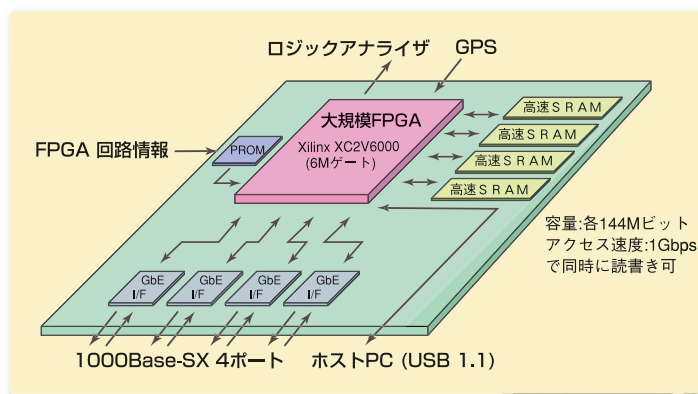 ロジックアナライザ
GPS
大規模FPGA
Xilinx XC2V6000
(6Mゲート)
高速SRAM
高速SRAM
高速SRAM
高速SRAM
FPGA 回路情報
PROM
容量:各144Mビット
アクセス速度:1Gbps
で同時に読書き可
GbE
I/F
GbE
I/F
GbE
I/F
GbE
I/F
1000Base-SX 4ポート
ホストPC (USB 1.1)